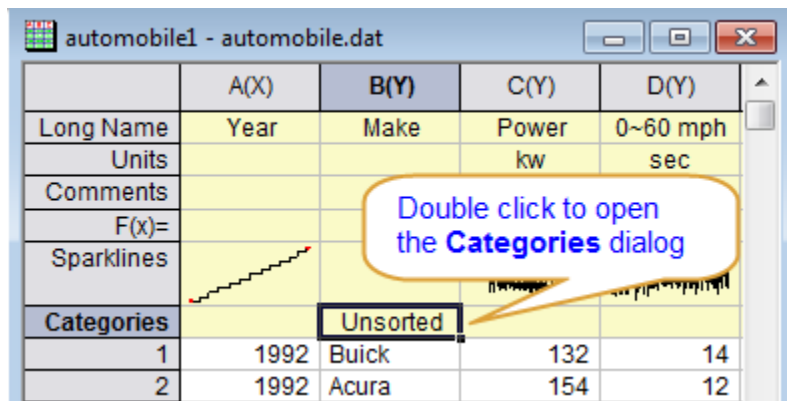 automobile1 - automobile.dat
A(X) B(Y) C(Y) D(Y)
Long Name Year Make Power 0~60 mph
Units kw sec
Comments
F(x)=
Sparklines
Double click to open
the Categories dialog
Categories Unsorted
1 1992 Buick 132 14
2 1992 Acura 154 12